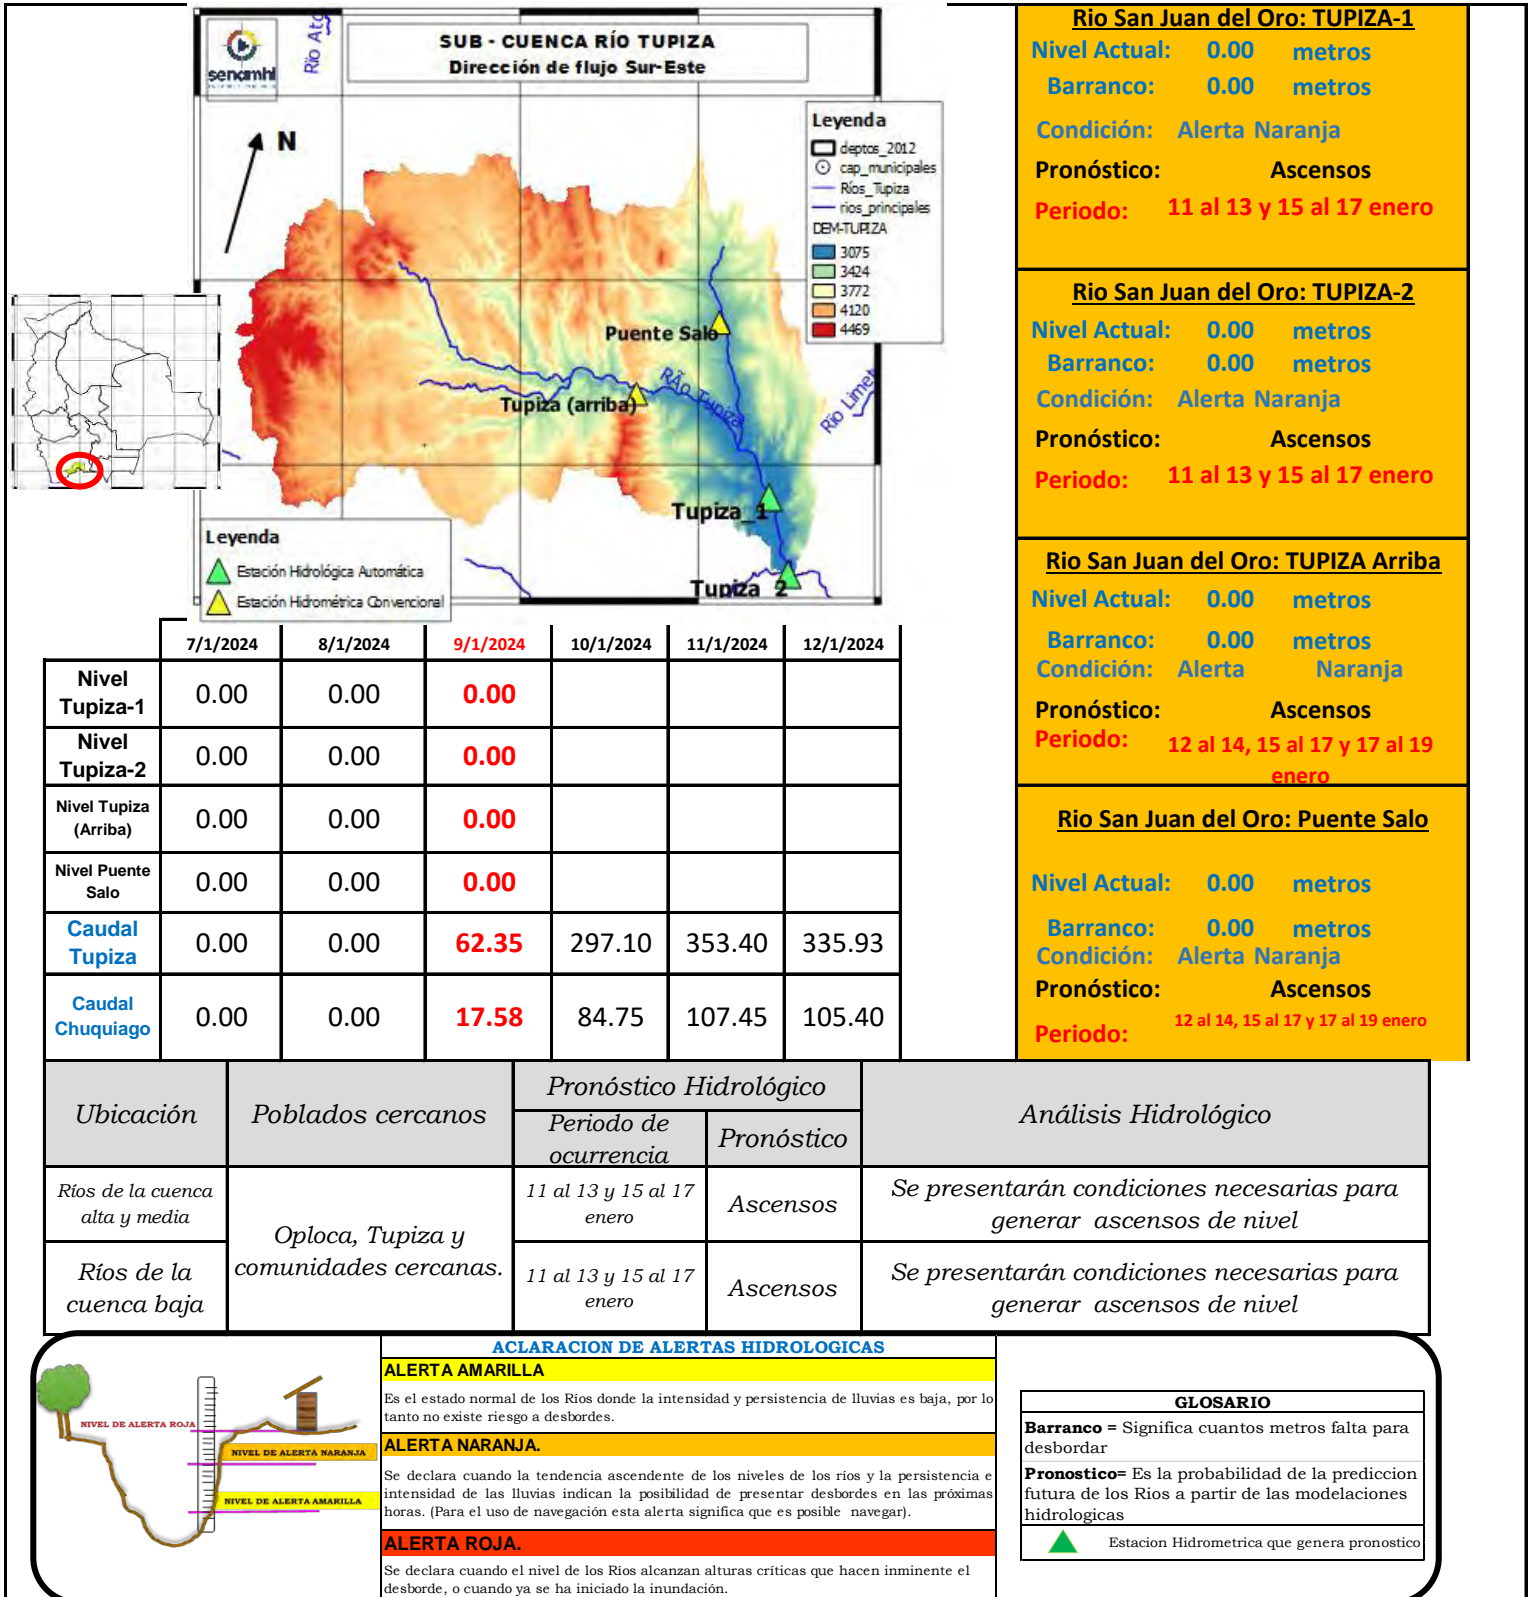 senamhi
Río Ato
SUB - CUENCA RÍO TUPIZA
Dirección de flujo Sur-Este
N
Leyenda
deptos_2012
cap_municipales
Ríos_Tupiza
rios_principales
DEM-TUPIZA
3075
3424
3772
4120
4469
Puente Salo
RÃo Tupiza
Tupiza (arriba)
Rio Limet
Tupiza_1
Tupiza_2
Leyenda
Estación Hidrológica Automática
Estación Hidrométrica Convencional
Rio San Juan del Oro: TUPIZA-1
Nivel Actual: 0.00 metros
Barranco: 0.00 metros
Condición: Alerta Naranja
Pronóstico: Ascensos
Periodo: 11 al 13 y 15 al 17 enero
Rio San Juan del Oro: TUPIZA-2
Nivel Actual: 0.00 metros
Barranco: 0.00 metros
Condición: Alerta Naranja
Pronóstico: Ascensos
Periodo: 11 al 13 y 15 al 17 enero
Rio San Juan del Oro: TUPIZA Arriba
Nivel Actual: 0.00 metros
Barranco: 0.00 metros
Condición: Alerta Naranja
Pronóstico: Ascensos
Periodo: 12 al 14, 15 al 17 y 17 al 19
enero
Rio San Juan del Oro: Puente Salo
Nivel Actual: 0.00 metros
Barranco: 0.00 metros
Condición: Alerta Naranja
Pronóstico: Ascensos
Periodo: 12 al 14, 15 al 17 y 17 al 19 enero
7/1/2024 8/1/2024 9/1/2024 10/1/2024 11/1/2024 12/1/2024
Nivel
Tupiza-1
0.00 0.00 0.00
Nivel
Tupiza-2
0.00 0.00 0.00
Nivel Tupiza
(Arriba)
0.00 0.00 0.00
Nivel Puente
Salo
0.00 0.00 0.00
Caudal
Tupiza
0.00 0.00 62.35 297.10 353.40 335.93
Caudal
Chuquiago
0.00 0.00 17.58 84.75 107.45 105.40
Ubicación
Poblados cercanos
Pronóstico Hidrológico
Periodo de
ocurrencia
Pronóstico
Análisis Hidrológico
Ríos de la cuenca
alta y media
Oploca, Tupiza y
comunidades cercanas.
11 al 13 y 15 al 17
enero
Ascensos
Se presentarán condiciones necesarias para
generar ascensos de nivel
Ríos de la
cuenca baja
11 al 13 y 15 al 17
enero
Ascensos
Se presentarán condiciones necesarias para
generar ascensos de nivel
NIVEL DE ALERTA ROJA
NIVEL DE ALERTA NARANJA
NIVEL DE ALERTA AMARILLA
ACLARACION DE ALERTAS HIDROLOGICAS
ALERTA AMARILLA
Es el estado normal de los Ríos donde la intensidad y persistencia de lluvias es baja, por lo
tanto no existe riesgo a desbordes.
ALERTA NARANJA.
Se declara cuando la tendencia ascendente de los niveles de los ríos y la persistencia e
intensidad de las lluvias indican la posibilidad de presentar desbordes en las próximas
horas. (Para el uso de navegación esta alerta significa que es posible navegar).
ALERTA ROJA.
Se declara cuando el nivel de los Ríos alcanzan alturas críticas que hacen inminente el
desborde, o cuando ya se ha iniciado la inundación.
GLOSARIO
Barranco = Significa cuantos metros falta para
desbordar
Pronostico= Es la probabilidad de la prediccion
futura de los Rios a partir de las modelaciones
hidrologicas
Estacion Hidrometrica que genera pronostico